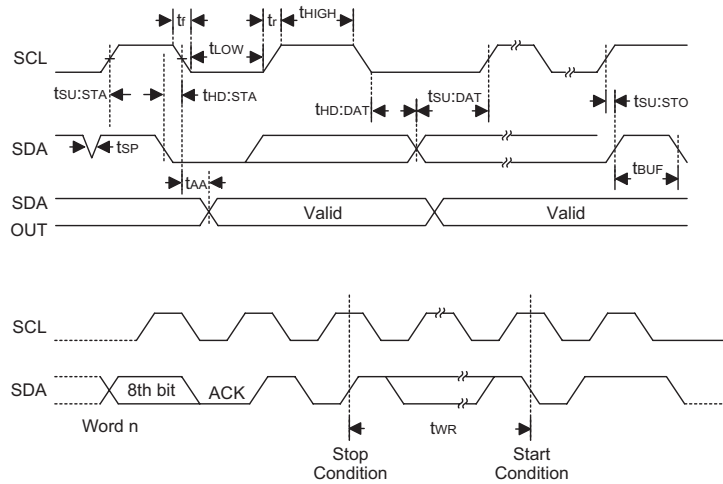 tf
tr
tHIGH
SCL
tLOW
tSU:STA
tHD:STA
tHD:DAT
tSU:DAT
tSU:STO
SDA
tSP
tBUF
tAA
SDA
OUT
Valid
Valid
SCL
SDA
8th bit
ACK
Word n
tWR
Stop
Condition
Start
Condition